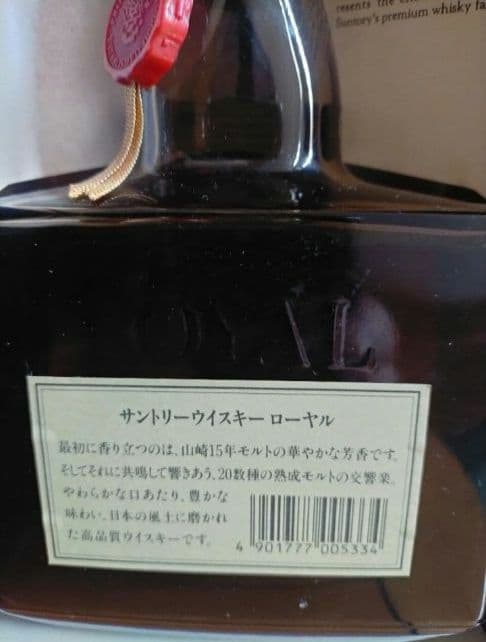 Suntory's premium whisky fa
OYAL
サントリーウイスキー ローヤル
最初に香り立つのは、山崎15年モルトの華やかな芳香です。
そしてそれに共鳴して響きあう、20数種の熟成モルトの交響楽。
やわらかな口あたり、豊かな
味わい、日本の風土に磨かれ
た高品質ウイスキーです。
4 901777 005334